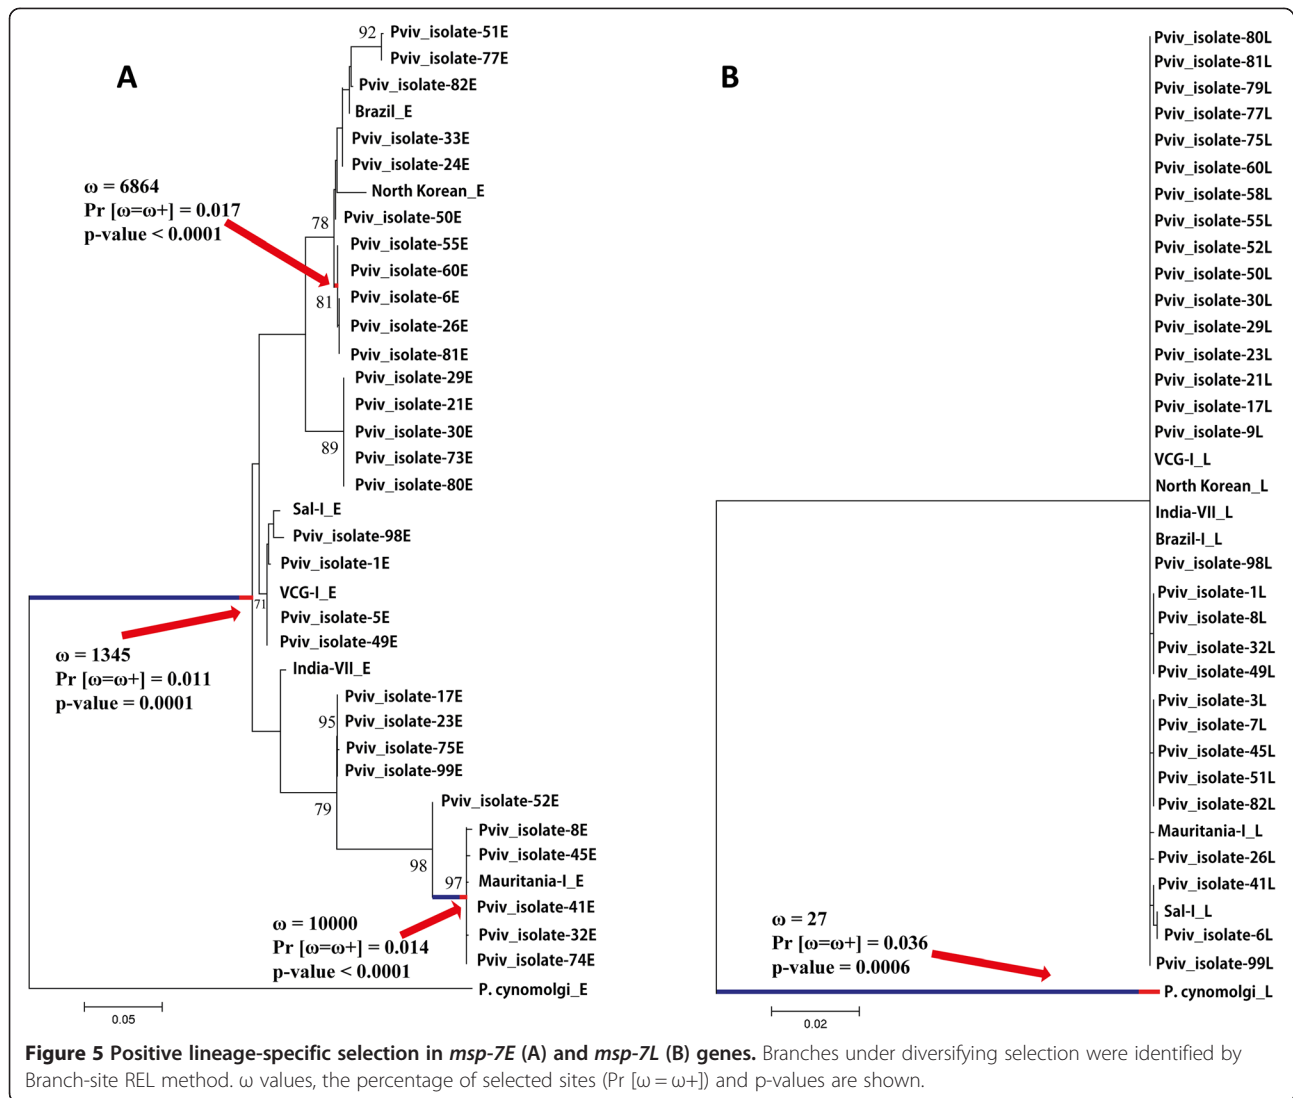 A
92
Pviv_isolate-51E
Pviv_isolate-77E
Pviv_isolate-82E
Brazil_E
Pviv_isolate-33E
Pviv_isolate-24E
North Korean_E
78
Pviv_isolate-50E
Pviv_isolate-55E
Pviv_isolate-60E
81
Pviv_isolate-6E
Pviv_isolate-26E
Pviv_isolate-81E
Pviv_isolate-29E
Pviv_isolate-21E
Pviv_isolate-30E
89
Pviv_isolate-73E
Pviv_isolate-80E
Sal-I_E
Pviv_isolate-98E
Pviv_isolate-1E
VCG-I_E
71
Pviv_isolate-5E
Pviv_isolate-49E
India-VII_E
Pviv_isolate-17E
95
Pviv_isolate-23E
Pviv_isolate-75E
Pviv_isolate-99E
79
Pviv_isolate-52E
98
Pviv_isolate-8E
Pviv_isolate-45E
97
Mauritania-I_E
Pviv_isolate-41E
Pviv_isolate-32E
Pviv_isolate-74E
P. cynomolgi_E
ω = 6864
Pr [ω=ω+] = 0.017
p-value < 0.0001
ω = 1345
Pr [ω=ω+] = 0.011
p-value = 0.0001
ω = 10000
Pr [ω=ω+] = 0.014
p-value < 0.0001
0.05
B
Pviv_isolate-80L
Pviv_isolate-81L
Pviv_isolate-79L
Pviv_isolate-77L
Pviv_isolate-75L
Pviv_isolate-60L
Pviv_isolate-58L
Pviv_isolate-55L
Pviv_isolate-52L
Pviv_isolate-50L
Pviv_isolate-30L
Pviv_isolate-29L
Pviv_isolate-23L
Pviv_isolate-21L
Pviv_isolate-17L
Pviv_isolate-9L
VCG-I_L
North Korean_L
India-VII_L
Brazil-I_L
Pviv_isolate-98L
Pviv_isolate-1L
Pviv_isolate-8L
Pviv_isolate-32L
Pviv_isolate-49L
Pviv_isolate-3L
Pviv_isolate-7L
Pviv_isolate-45L
Pviv_isolate-51L
Pviv_isolate-82L
Mauritania-I_L
Pviv_isolate-26L
Pviv_isolate-41L
Sal-I_L
Pviv_isolate-6L
Pviv_isolate-99L
P. cynomolgi_L
ω = 27
Pr [ω=ω+] = 0.036
p-value = 0.0006
0.02
Figure 5 Positive lineage-specific selection in msp-7E (A) and msp-7L (B) genes. Branches under diversifying selection were identified by
Branch-site REL method. ω values, the percentage of selected sites (Pr [ω = ω+]) and p-values are shown.